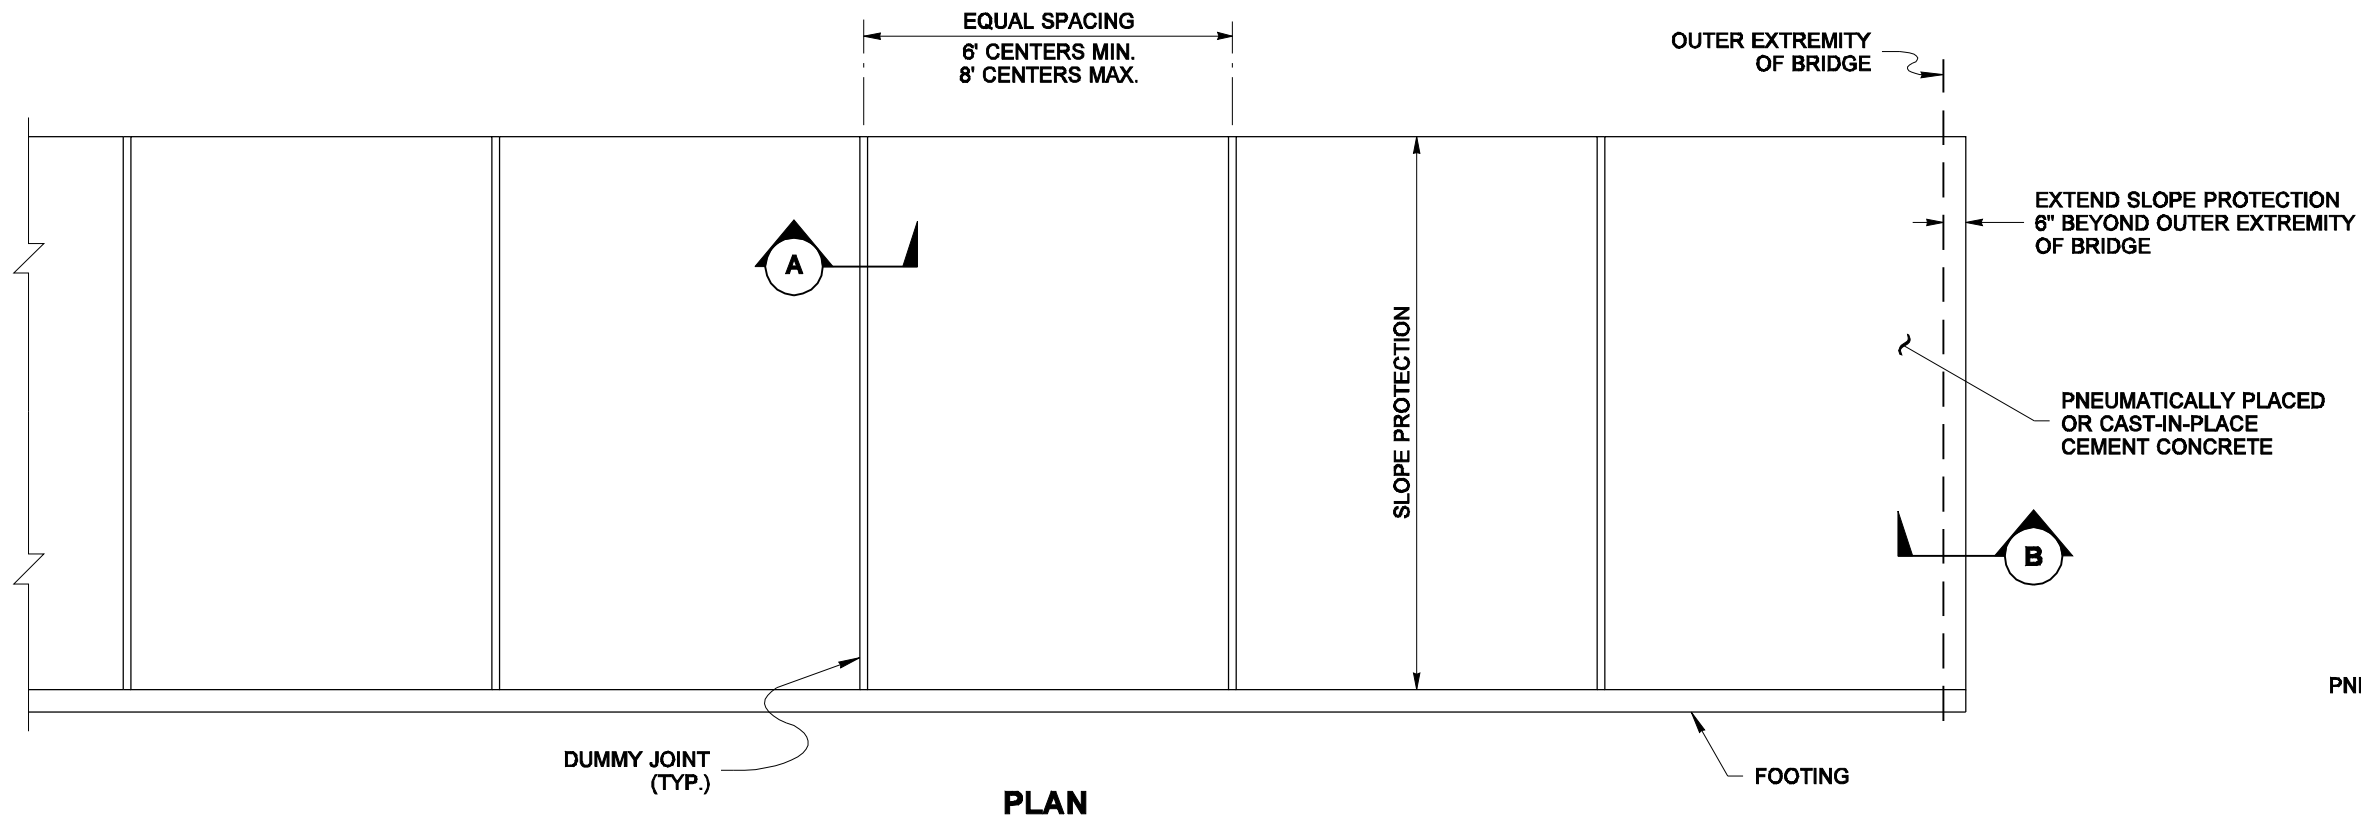 EQUAL SPACING
6' CENTERS MIN.
8' CENTERS MAX.
OUTER EXTREMITY
OF BRIDGE
EXTEND SLOPE PROTECTION
6" BEYOND OUTER EXTREMITY
OF BRIDGE
A
SLOPE PROTECTION
PNEUMATICALLY PLACED
OR CAST-IN-PLACE
CEMENT CONCRETE
B
DUMMY JOINT
(TYP.)
FOOTING
PLAN